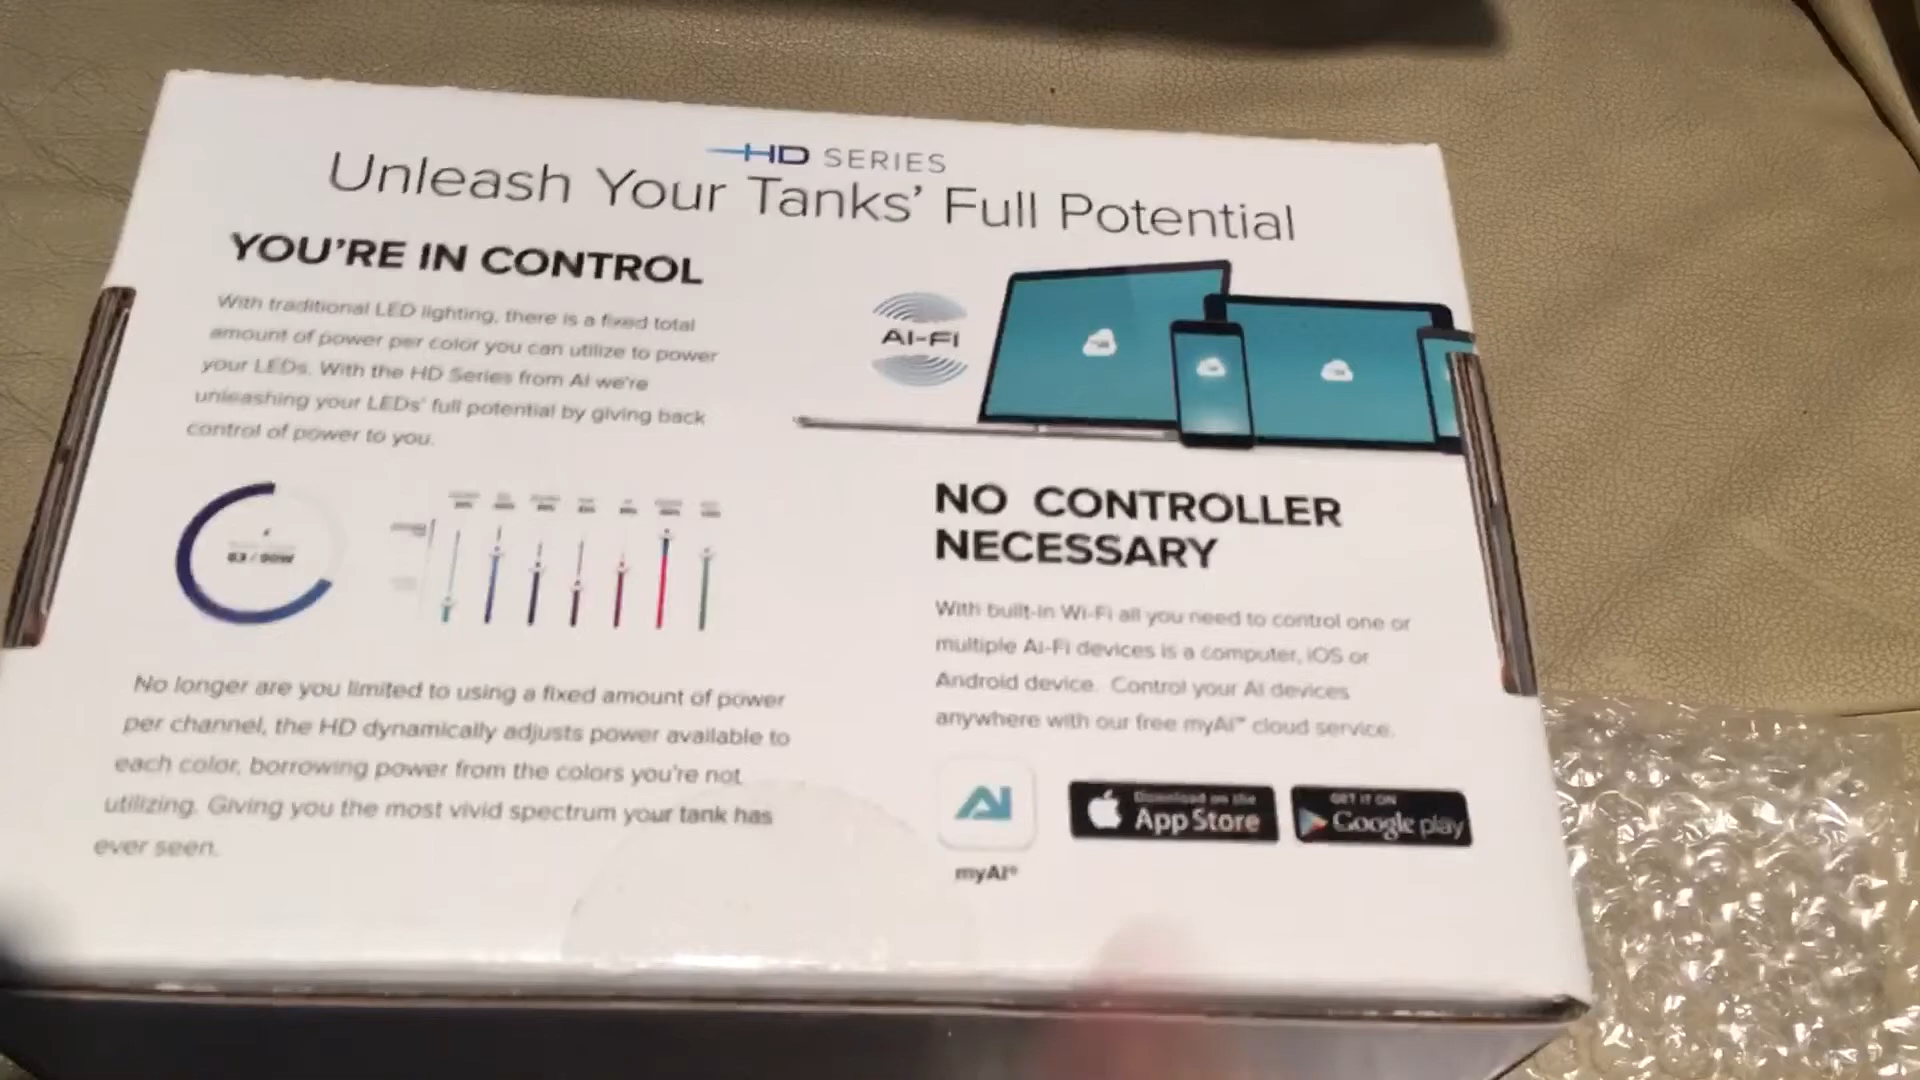 HD SERIES
Unleash Your Tanks' Full Potential
YOU'RE IN CONTROL
With traditional LED lighting, there is a fixed total
amount of power per color you can utilize to power
your LEDs. With the HD Series from AI we're
unleashing your LEDs' full potential by giving back
control of power to you.
63 / 90W
No longer are you limited to using a fixed amount of power
per channel, the HD dynamically adjusts power available to
each color, borrowing power from the colors you're not
utilizing. Giving you the most vivid spectrum your tank has
ever seen.
AI-FI
NO CONTROLLER
NECESSARY
With built-in Wi-Fi all you need to control one or
multiple AI-FI devices is a computer, iOS or
Android device. Control your AI devices
anywhere with our free myAI™ cloud service.
AI
myAI®
Download on the
App Store
GET IT ON
Google play